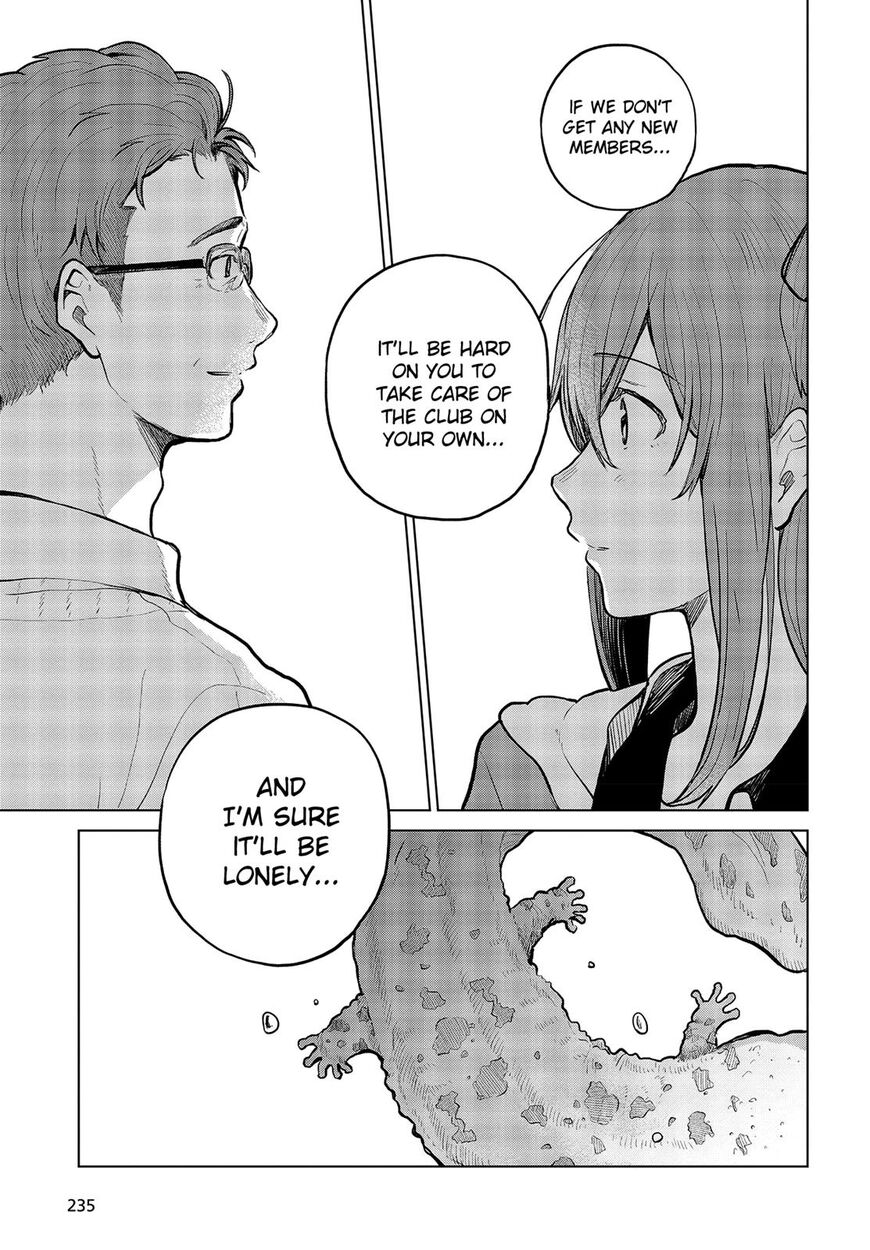 IF WE DON'T
GET ANY NEW
MEMBERS...
IT'LL BE HARD
ON YOU TO
TAKE CARE OF
THE CLUB ON
YOUR OWN...
AND
I'M SURE
IT'LL BE
LONELY...
235